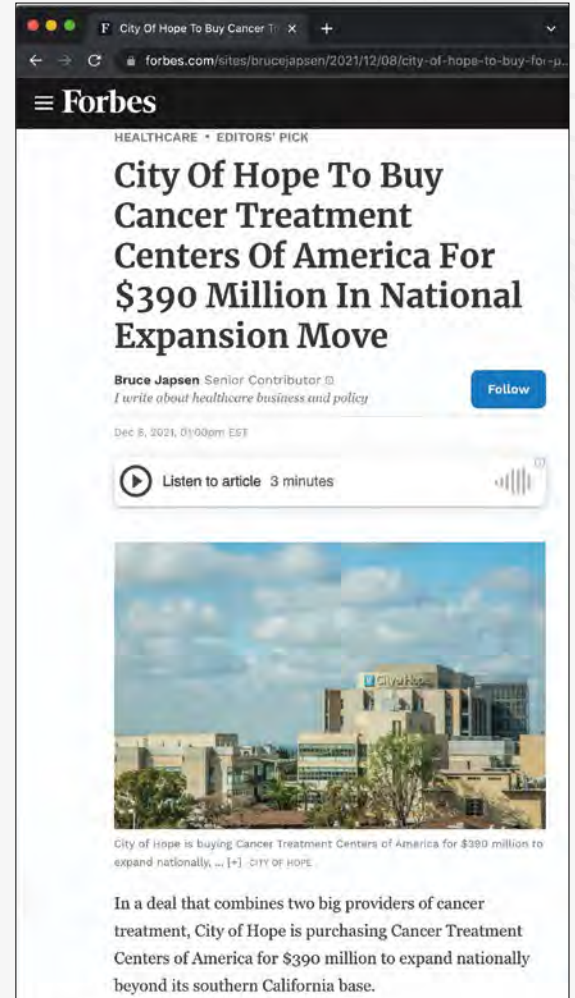 F City Of Hope To Buy Cancer T
forbes.com/sites/brucejapsen/2021/12/08/city-of-hope-to-buy-for-p...
Forbes
HEALTHCARE • EDITORS' PICK
City Of Hope To Buy
Cancer Treatment
Centers Of America For
$390 Million In National
Expansion Move
Bruce Japsen Senior Contributor
I write about healthcare business and policy
Follow
Dec 8, 2021, 01:00pm EST
Listen to article 3 minutes
City of Hope
City of Hope is buying Cancer Treatment Centers of America for $390 million to
expand nationally, ... [+] CITY OF HOPE
In a deal that combines two big providers of cancer
treatment, City of Hope is purchasing Cancer Treatment
Centers of America for $390 million to expand nationally
beyond its southern California base.